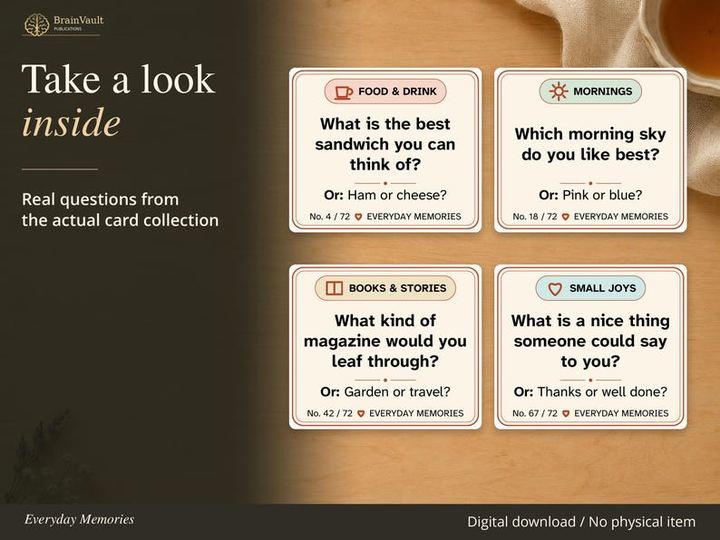 BrainVault
PUBLICATIONS
Take a look
inside
Real questions from
the actual card collection
FOOD & DRINK
What is the best
sandwich you can
think of?
Or: Ham or cheese?
No. 4 / 72 EVERYDAY MEMORIES
MORNINGS
Which morning sky
do you like best?
Or: Pink or blue?
No. 18 / 72 EVERYDAY MEMORIES
BOOKS & STORIES
What kind of
magazine would you
leaf through?
Or: Garden or travel?
No. 42 / 72 EVERYDAY MEMORIES
SMALL JOYS
What is a nice thing
someone could say
to you?
Or: Thanks or well done?
No. 67 / 72 EVERYDAY MEMORIES
Everyday Memories
Digital download / No physical item